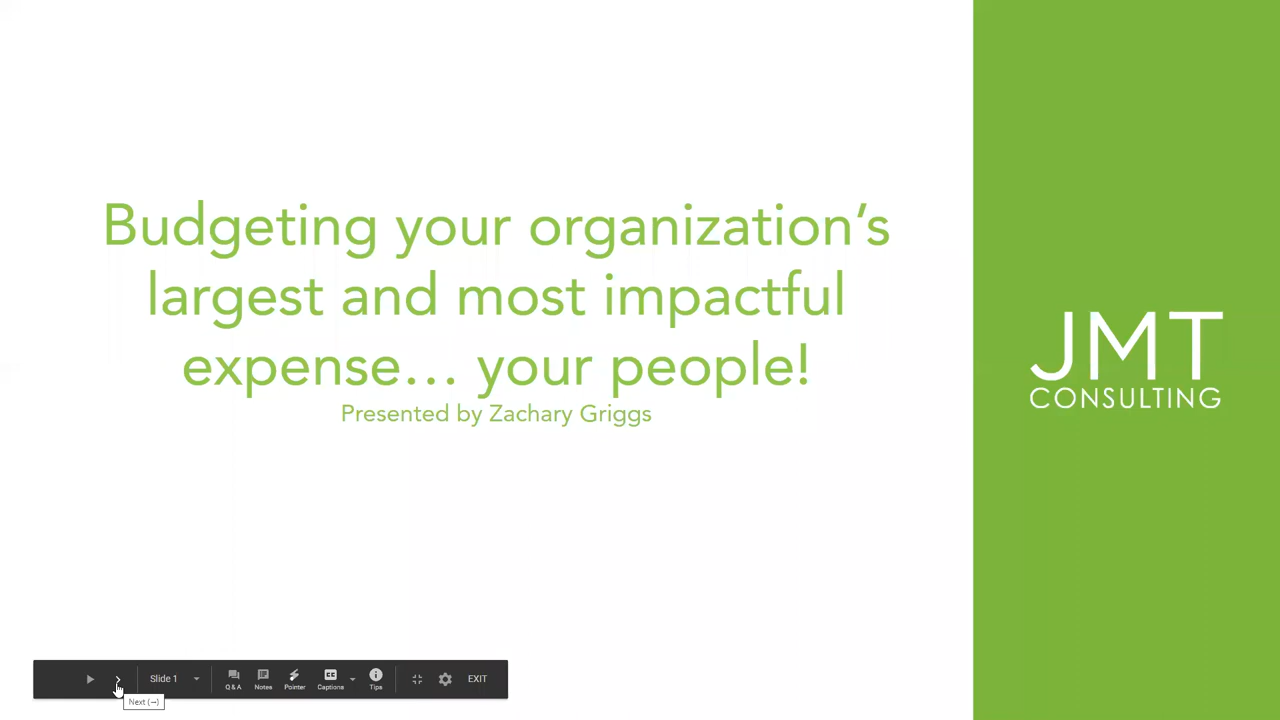 Budgeting your organization's
largest and most impactful
expense... your people!
Presented by Zachary Griggs
JMT
CONSULTING
Slide 1
Q & A
Notes
Pointer
Captions
Tips
EXIT
Next (→)